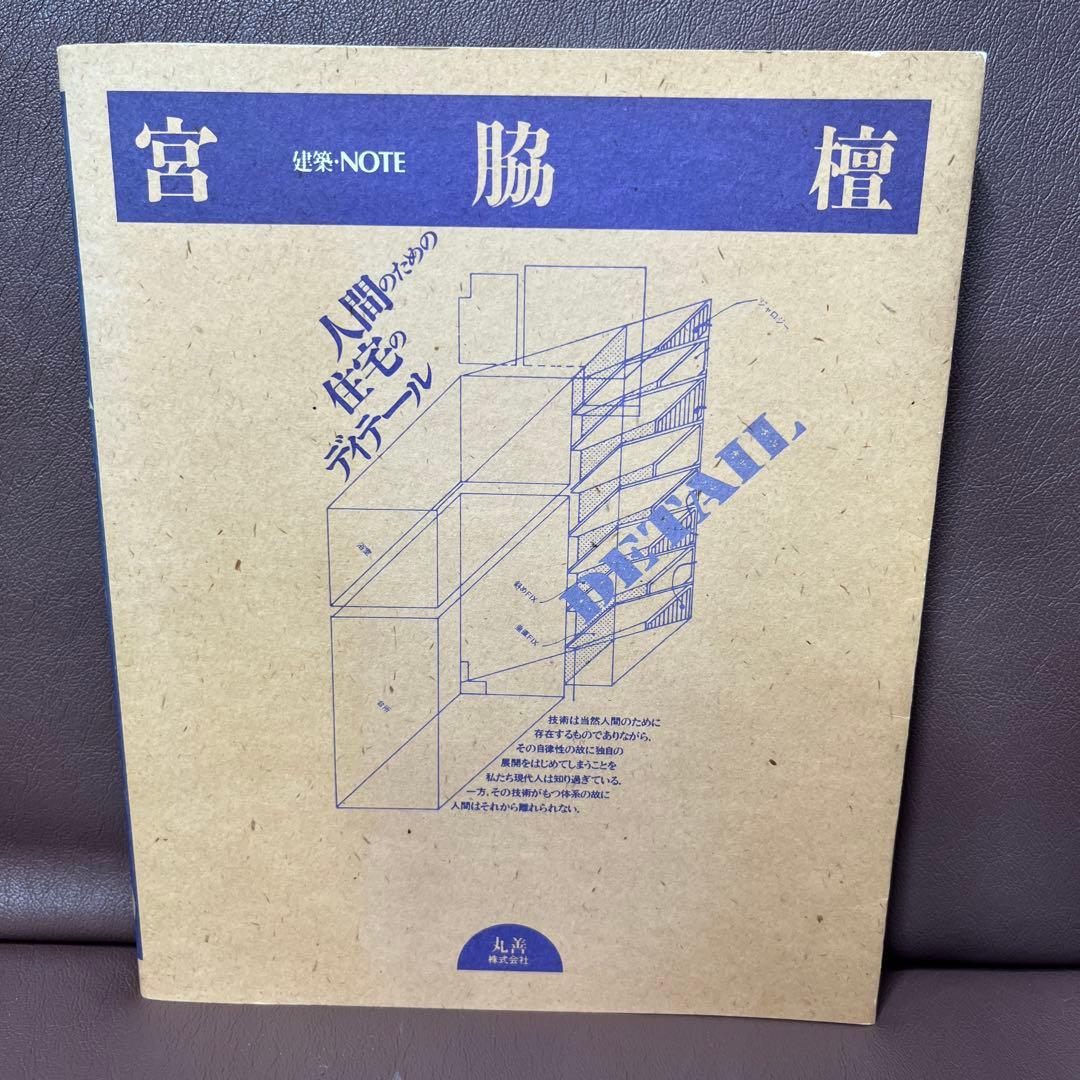 宮脇檀
建築・NOTE
人間のための
住宅の
ディテール
ジャロジー
DETAIL
浴室
斜めFIX
垂直FIX
台所
技術は当然人間のために
存在するものでありながら、
その自律性の故に独自の
展開をはじめてしまうことを
私たち現代人は知り過ぎている。
一方、その技術がもつ体系の故に
人間はそれから離れられない。
丸善
株式会社